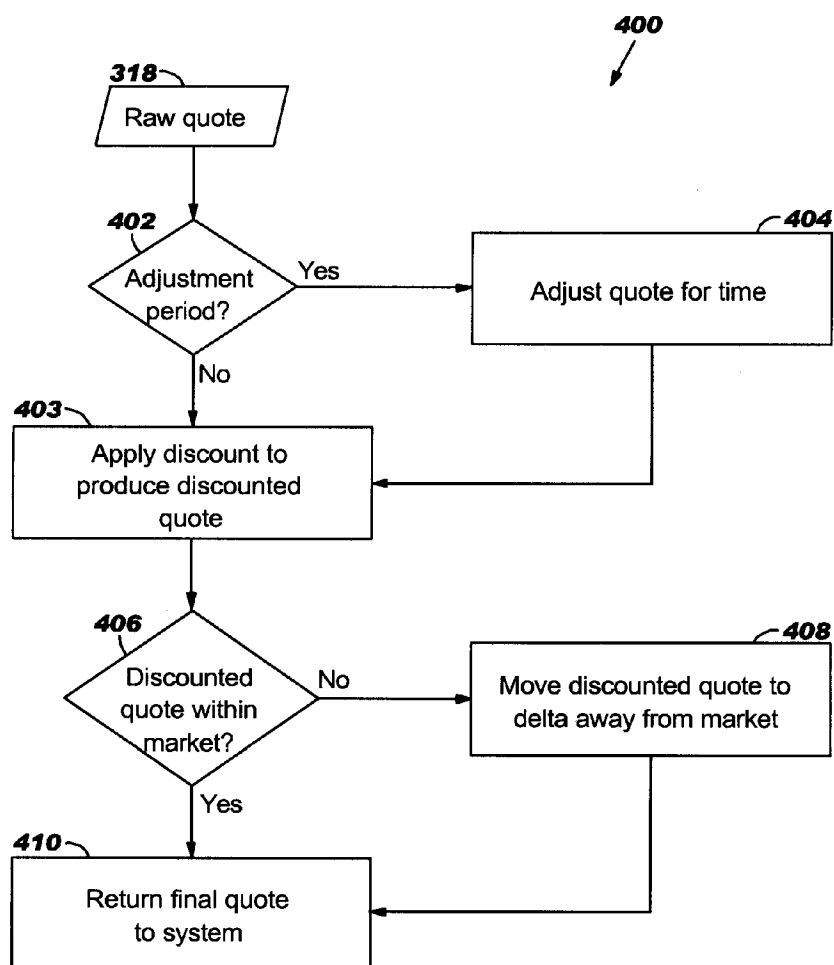 400
318
Raw quote
402
Adjustment
period?
Yes
404
Adjust quote for time
No
403
Apply discount to
produce discounted
quote
406
Discounted
quote within
market?
No
408
Move discounted quote to
delta away from market
Yes
410
Return final quote
to system